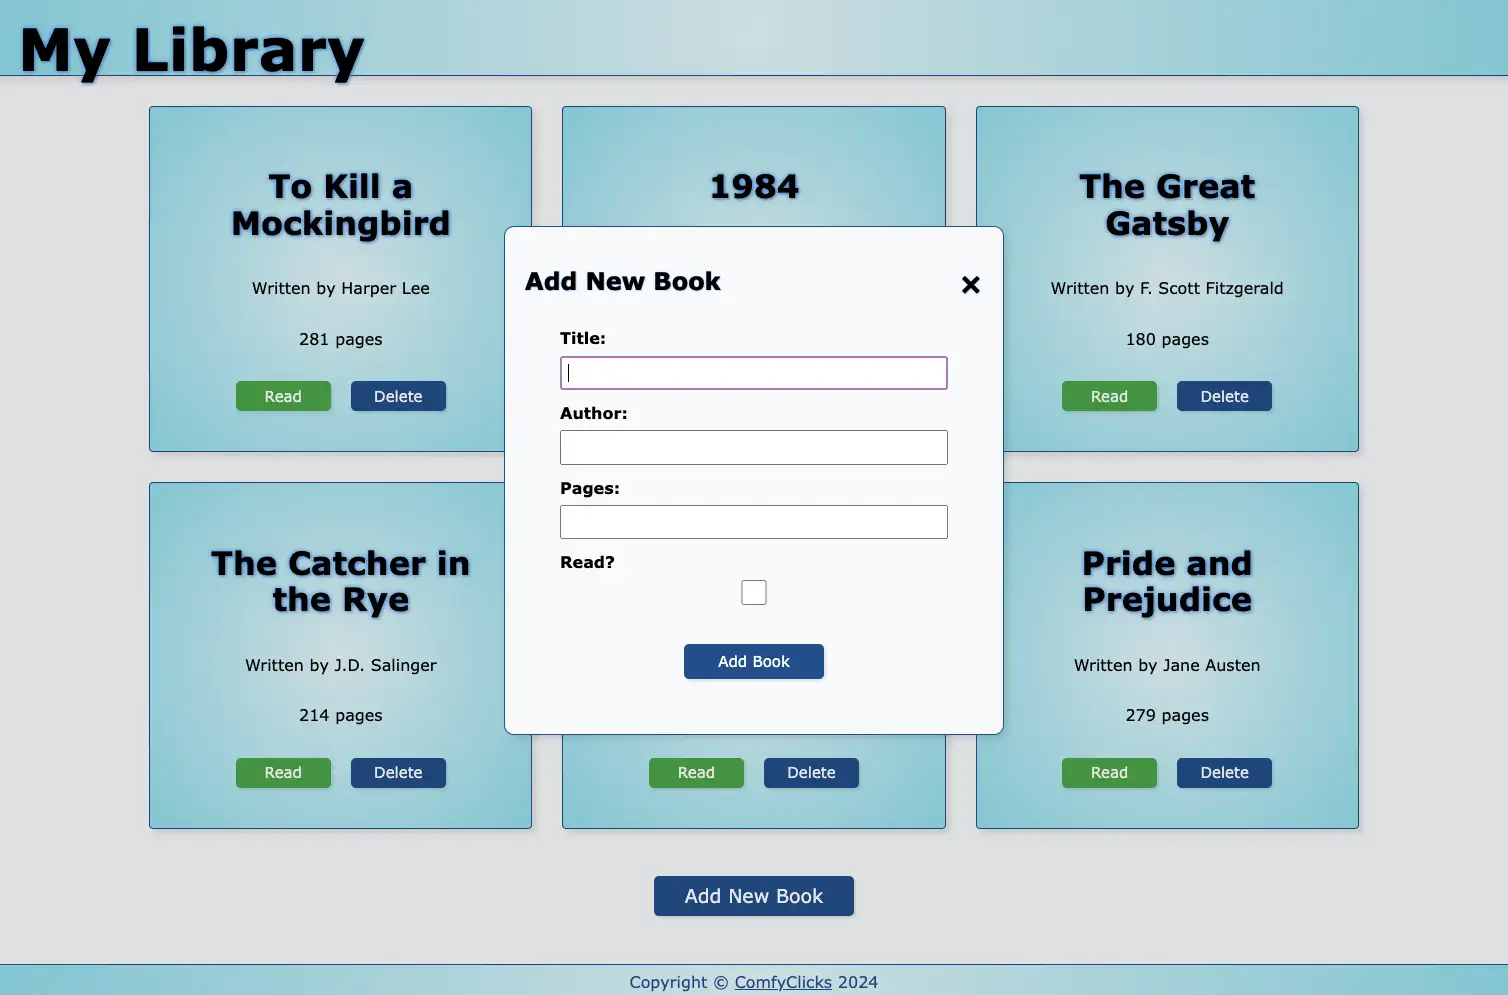 My Library
To Kill a
Mockingbird
Written by Harper Lee
281 pages
Read Delete
1984
The Great
Gatsby
Written by F. Scott Fitzgerald
180 pages
Read Delete
Add New Book
Title:
Author:
Pages:
Read?
Add Book
The Catcher in
the Rye
Written by J.D. Salinger
214 pages
Read Delete
Read Delete
Pride and
Prejudice
Written by Jane Austen
279 pages
Read Delete
Add New Book
Copyright © ComfyClicks 2024